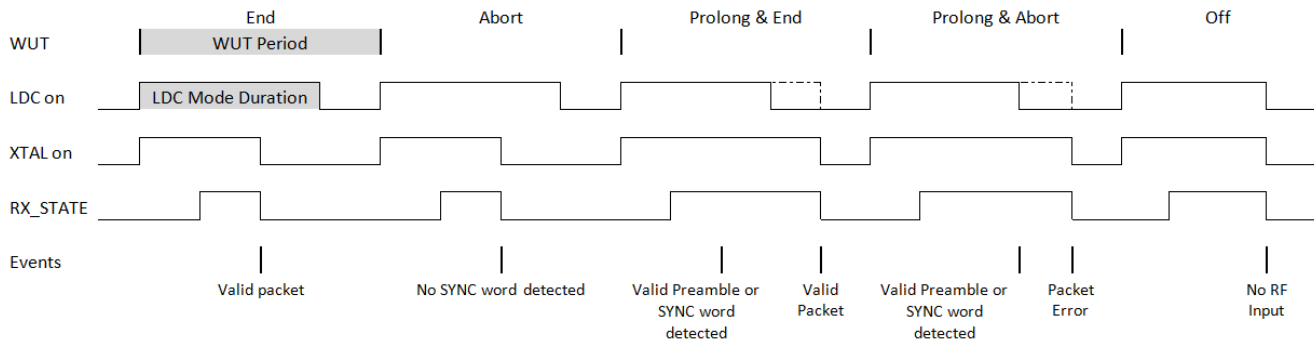 End Abort Prolong & End Prolong & Abort Off
WUT WUT Period
LDC on LDC Mode Duration
XTAL on
RX_STATE
Events
Valid packet No SYNC word detected Valid Preamble or Valid Valid Preamble or Packet No RF
SYNC word Packet SYNC word Error Input
detected detected